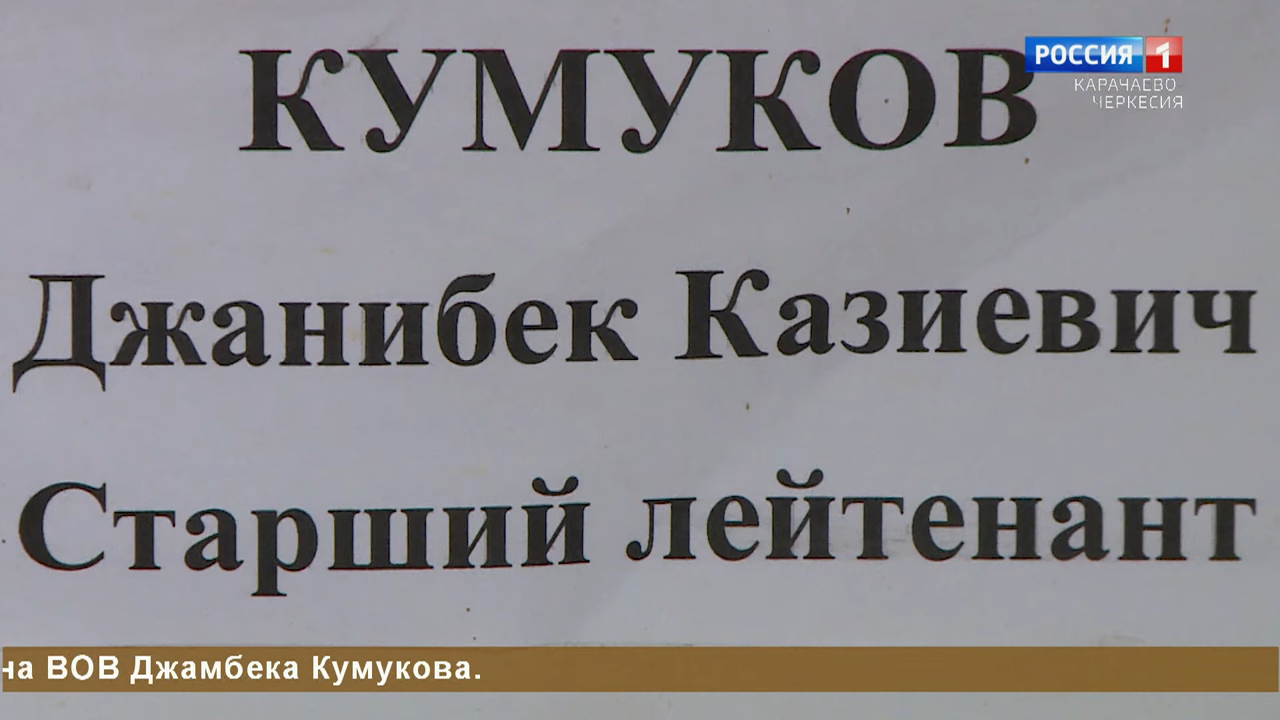 КУМУКОВ
РОССИЯ 1
КАРАЧАЕВО
ЧЕРКЕСИЯ
Джанибек Казиевич
Старший лейтенант
на ВОВ Джамбека Кумукова.